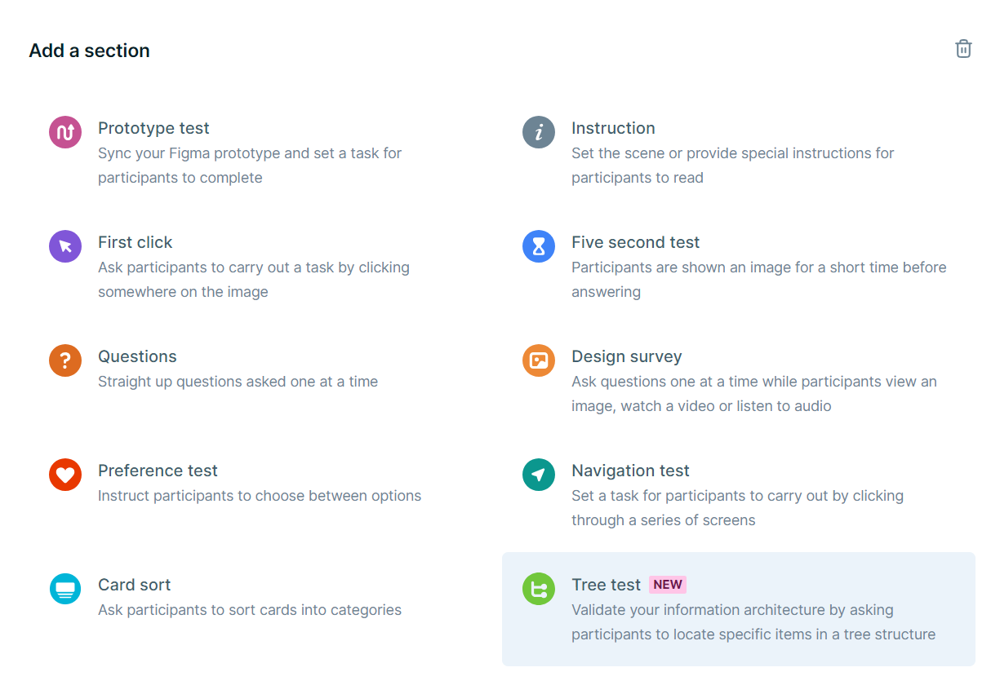 Add a section
Prototype test
Sync your Figma prototype and set a task for
participants to complete
Instruction
Set the scene or provide special instructions for
participants to read
First click
Ask participants to carry out a task by clicking
somewhere on the image
Five second test
Participants are shown an image for a short time before
answering
Questions
Straight up questions asked one at a time
Design survey
Ask questions one at a time while participants view an
image, watch a video or listen to audio
Preference test
Instruct participants to choose between options
Navigation test
Set a task for participants to carry out by clicking
through a series of screens
Card sort
Ask participants to sort cards into categories
Tree test NEW
Validate your information architecture by asking
participants to locate specific items in a tree structure